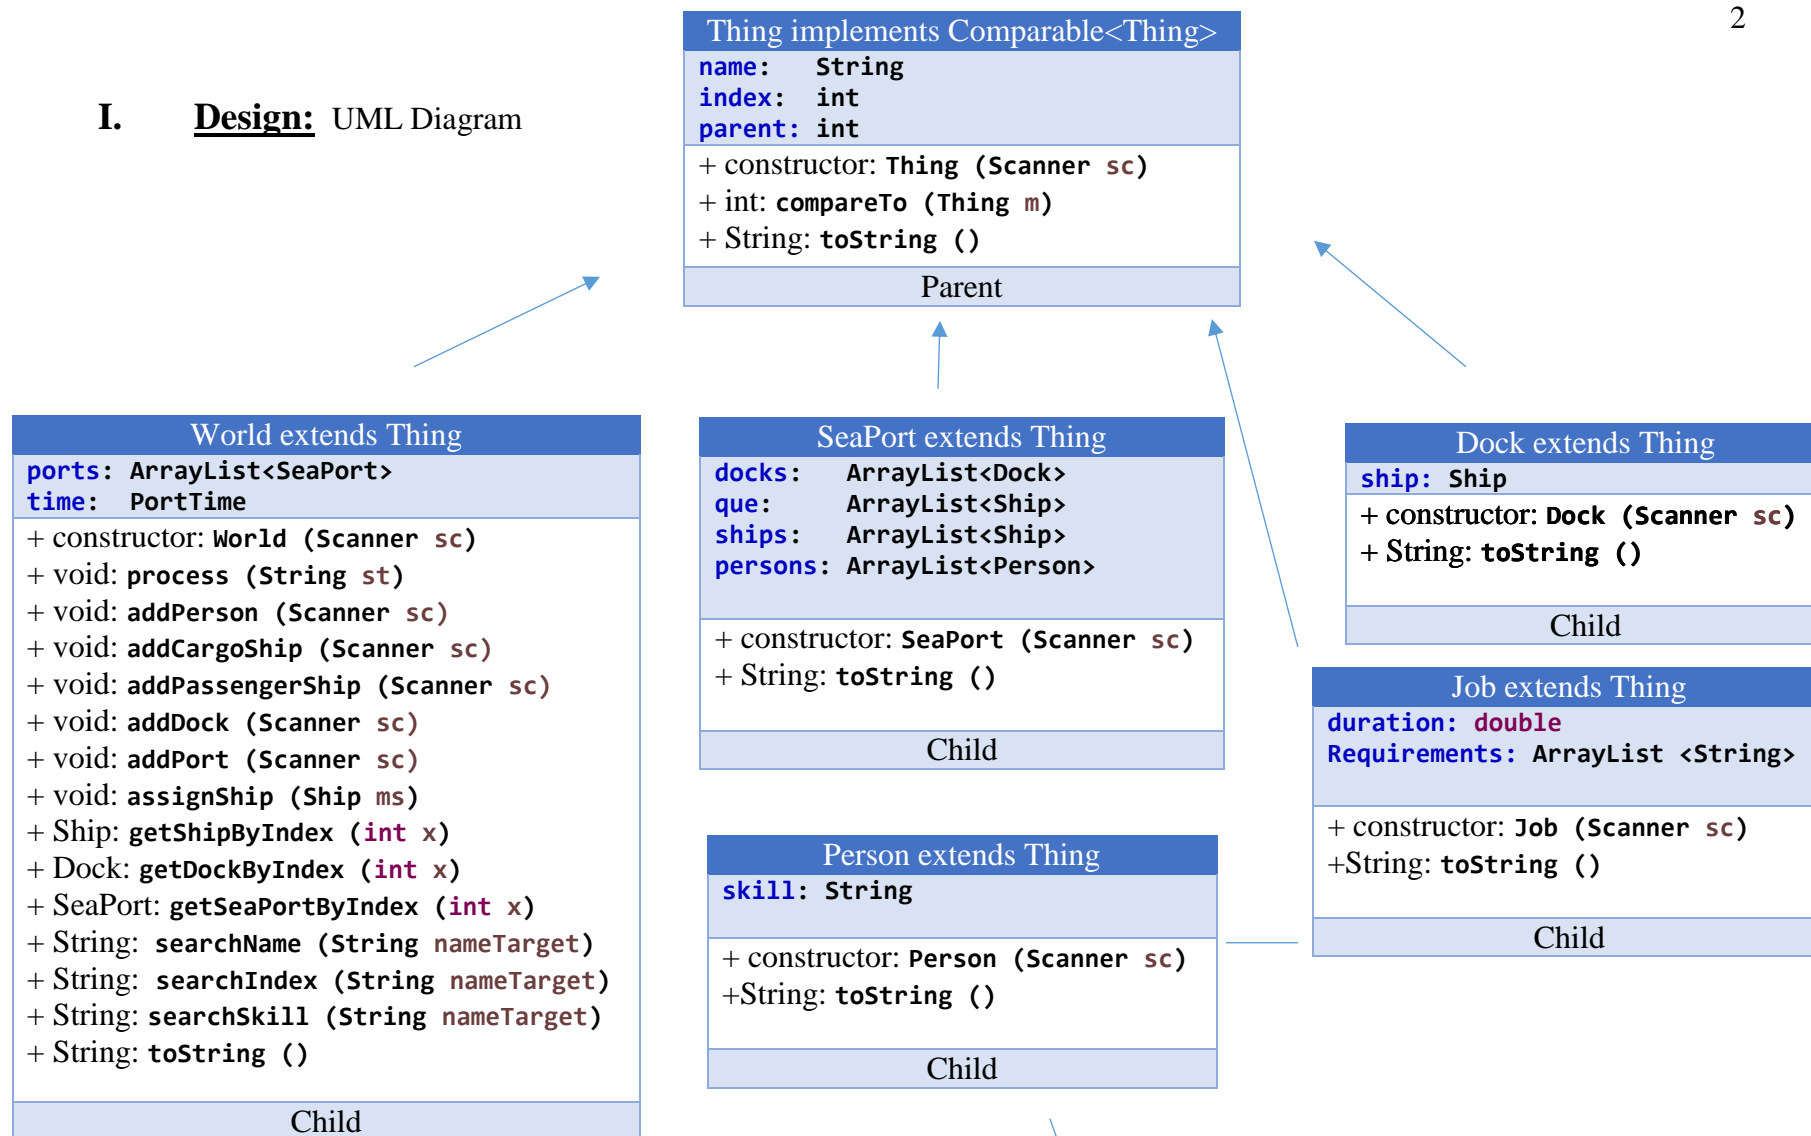 2
I. Design: UML Diagram
Thing implements Comparable<Thing>
name: String
index: int
parent: int
+ constructor: Thing (Scanner sc)
+ int: compareTo (Thing m)
+ String: toString ()
Parent
World extends Thing
ports: ArrayList<SeaPort>
time: PortTime
+ constructor: World (Scanner sc)
+ void: process (String st)
+ void: addPerson (Scanner sc)
+ void: addCargoShip (Scanner sc)
+ void: addPassengerShip (Scanner sc)
+ void: addDock (Scanner sc)
+ void: addPort (Scanner sc)
+ void: assignShip (Ship ms)
+ Ship: getShipByIndex (int x)
+ Dock: getDockByIndex (int x)
+ SeaPort: getSeaPortByIndex (int x)
+ String: searchName (String nameTarget)
+ String: searchIndex (String nameTarget)
+ String: searchSkill (String nameTarget)
+ String: toString ()
Child
SeaPort extends Thing
docks: ArrayList<Dock>
que: ArrayList<Ship>
ships: ArrayList<Ship>
persons: ArrayList<Person>
+ constructor: SeaPort (Scanner sc)
+ String: toString ()
Child
Dock extends Thing
ship: Ship
+ constructor: Dock (Scanner sc)
+ String: toString ()
Child
Job extends Thing
duration: double
Requirements: ArrayList <String>
+ constructor: Job (Scanner sc)
+String: toString ()
Child
Person extends Thing
skill: String
+ constructor: Person (Scanner sc)
+String: toString ()
Child